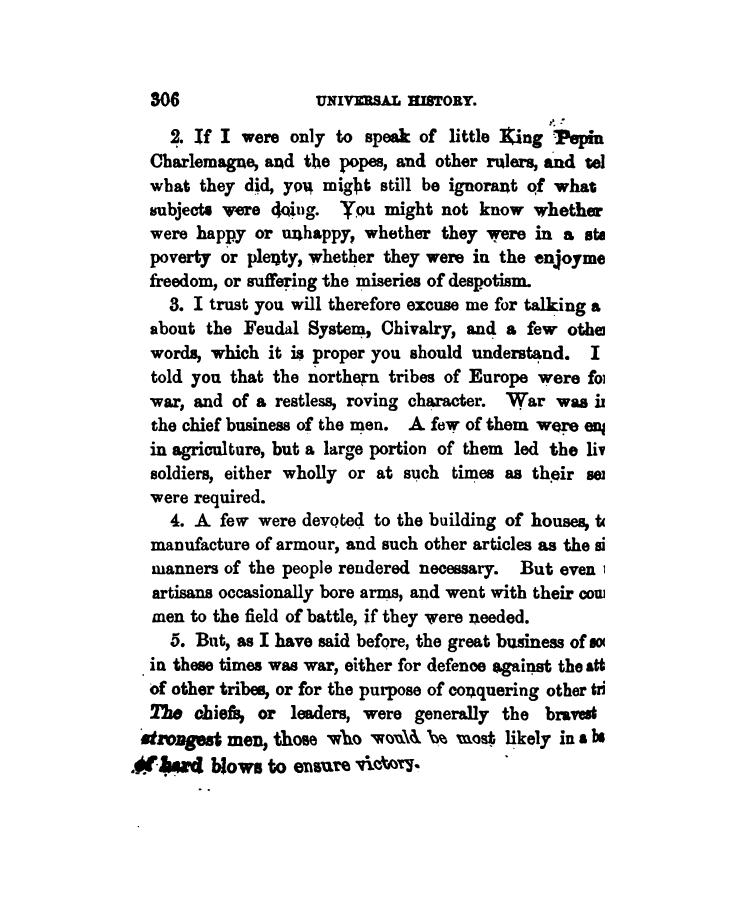 306 UNIVERSAL HISTORY.
2. If I were only to speak of little King Pepin
Charlemagne, and the popes, and other rulers, and tel
what they did, you might still be ignorant of what
subjects were doing. You might not know whether
were happy or unhappy, whether they were in a sta
poverty or plenty, whether they were in the enjoyme
freedom, or suffering the miseries of despotism.
3. I trust you will therefore excuse me for talking a
about the Feudal System, Chivalry, and a few othe
words, which it is proper you should understand. I
told you that the northern tribes of Europe were fo
war, and of a restless, roving character. War was i
the chief business of the men. A few of them were en
in agriculture, but a large portion of them led the liv
soldiers, either wholly or at such times as their se
were required.
4. A few were devoted to the building of houses, t
manufacture of armour, and such other articles as the si
manners of the people rendered necessary. But even
artisans occasionally bore arms, and went with their cou
men to the field of battle, if they were needed.
5. But, as I have said before, the great business of so
in these times was war, either for defence against the att
of other tribes, or for the purpose of conquering other tri
The chiefs, or leaders, were generally the bravest
strongest men, those who would be most likely in a ba
of hard blows to ensure victory.